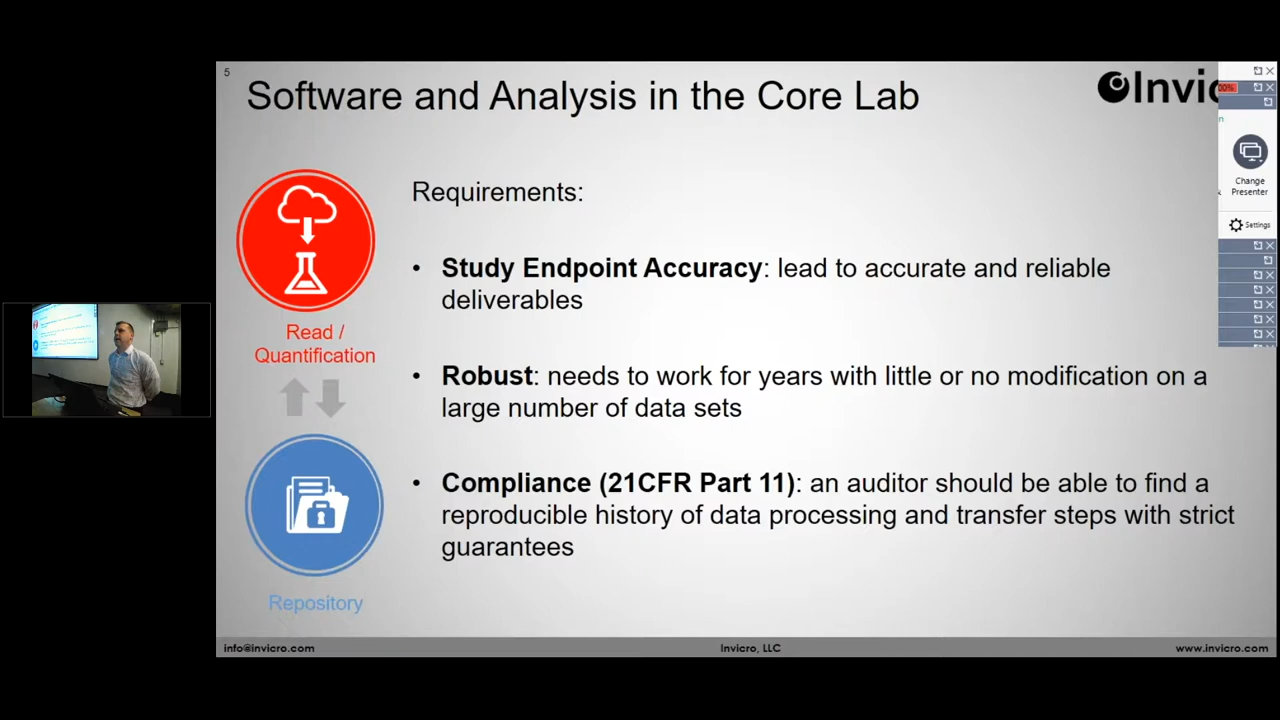 5
Software and Analysis in the Core Lab
Invic
00%
Change
Presenter
Settings
Read /
Quantification
Repository
Requirements:
• Study Endpoint Accuracy: lead to accurate and reliable
deliverables
• Robust: needs to work for years with little or no modification on a
large number of data sets
• Compliance (21CFR Part 11): an auditor should be able to find a
reproducible history of data processing and transfer steps with strict
guarantees
info@invicro.com
Invicro, LLC
www.invicro.com